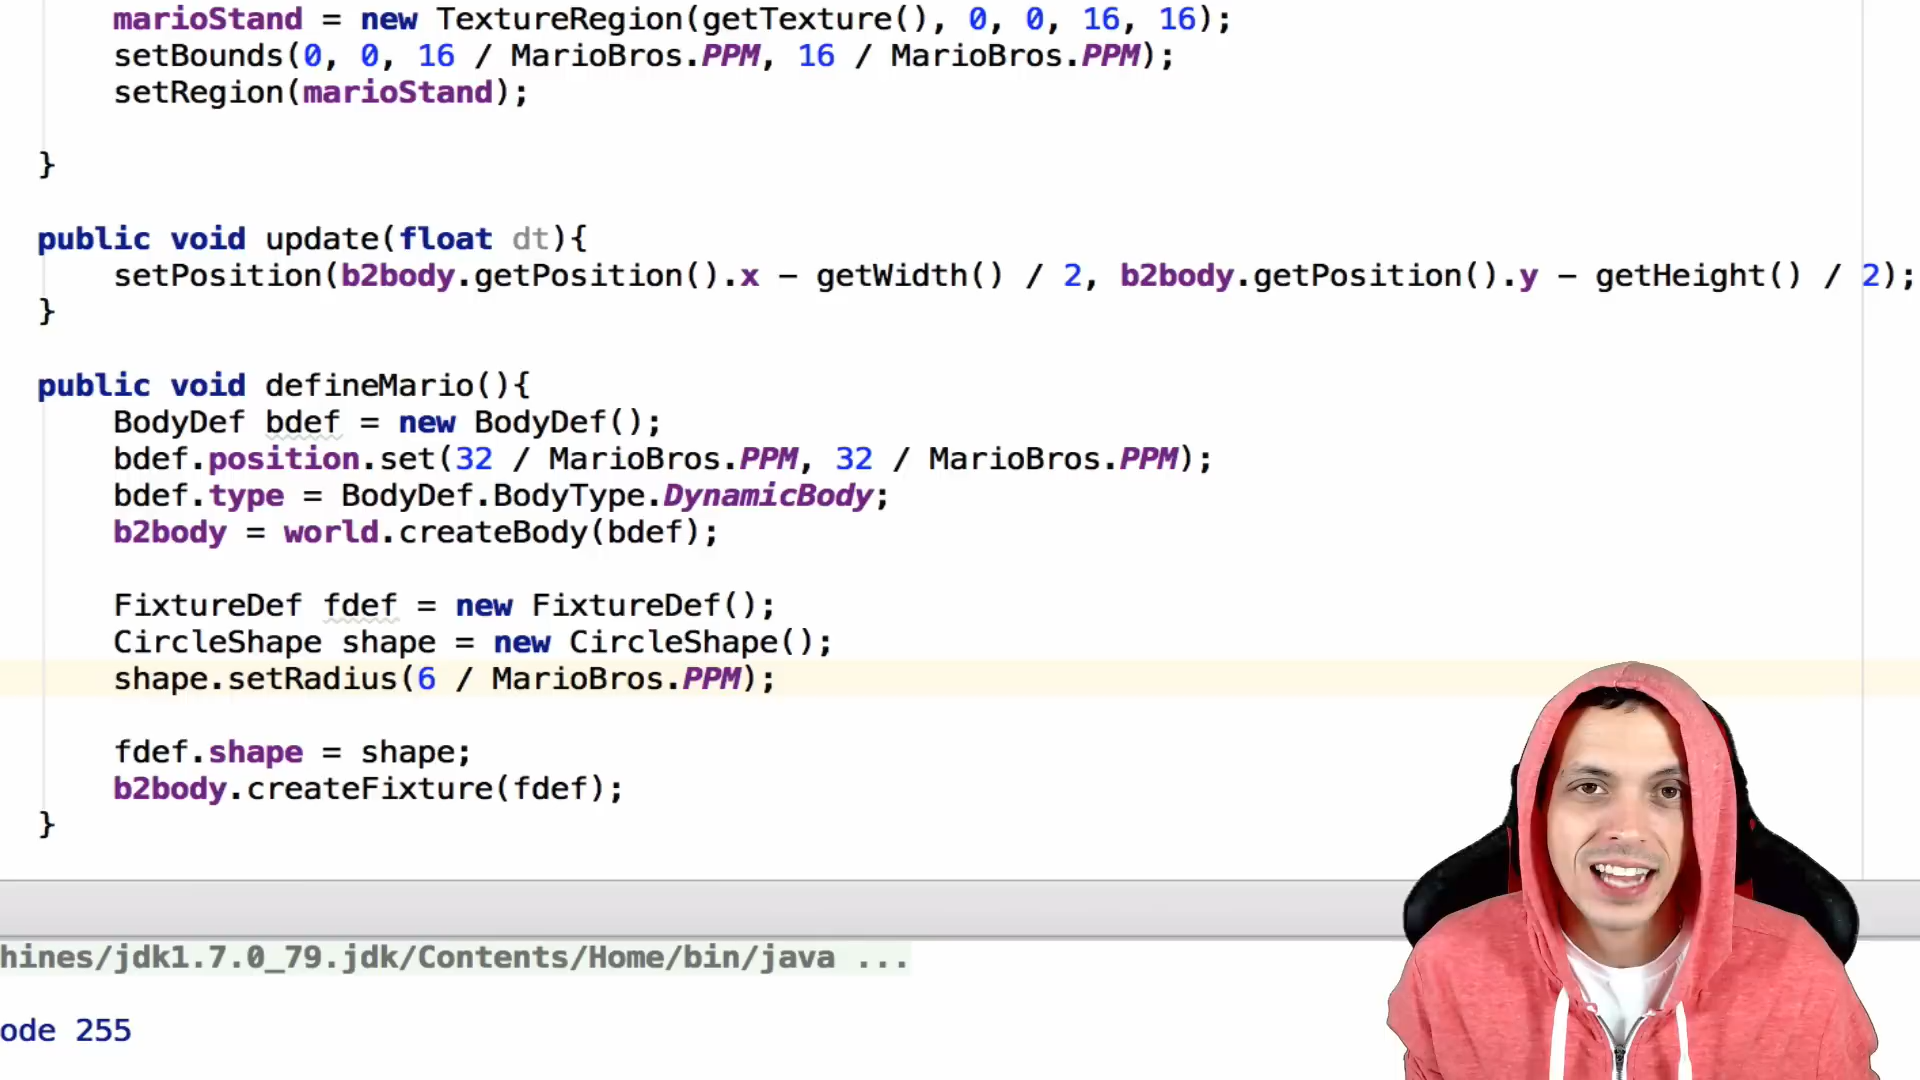 marioStand = new TextureRegion(getTexture(), 0, 0, 16, 16);
setBounds(0, 0, 16 / MarioBros.PPM, 16 / MarioBros.PPM);
setRegion(marioStand);
}
public void update(float dt){
setPosition(b2body.getPosition().x - getWidth() / 2, b2body.getPosition().y - getHeight() / 2);
}
public void defineMario(){
BodyDef bdef = new BodyDef();
bdef.position.set(32 / MarioBros.PPM, 32 / MarioBros.PPM);
bdef.type = BodyDef.BodyType.DynamicBody;
b2body = world.createBody(bdef);
FixtureDef fdef = new FixtureDef();
CircleShape shape = new CircleShape();
shape.setRadius(6 / MarioBros.PPM);
fdef.shape = shape;
b2body.createFixture(fdef);
}
hines/jdk1.7.0_79.jdk/Contents/Home/bin/java ...
ode 255